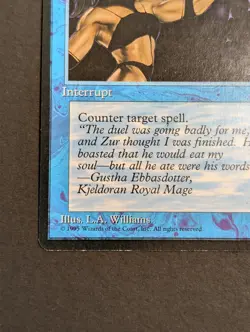 Interrupt
Counter target spell.
"The duel was going badly for me,
and Zur thought I was finished. H
boasted that he would eat my
soul—but all he ate were his words
—Gustha Ebbasdotter,
Kjeldoran Royal Mage
Illus. L.A. Williams
© 1995 Wizards of the Coast, Inc. All rights reserved.